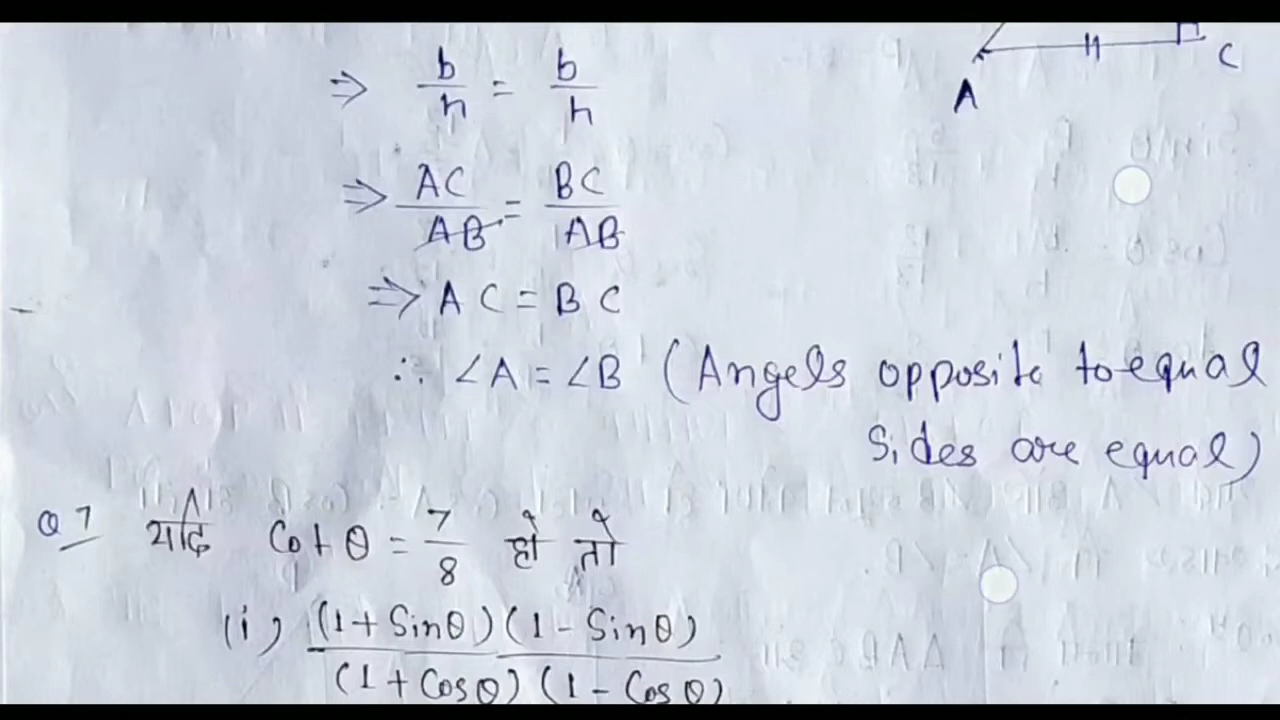 A
C
⇒ b/h = b/h
⇒ AC/AB = BC/AB
⇒ AC = BC
∴ ∠A = ∠B (Angels opposite to equal
Sides are equal)
Q 7 यदि Cot θ = 7/8 हो तो
(i) (1 + Sinθ) (1 - Sinθ)
(1 + Cosθ) (1 - Cosθ)